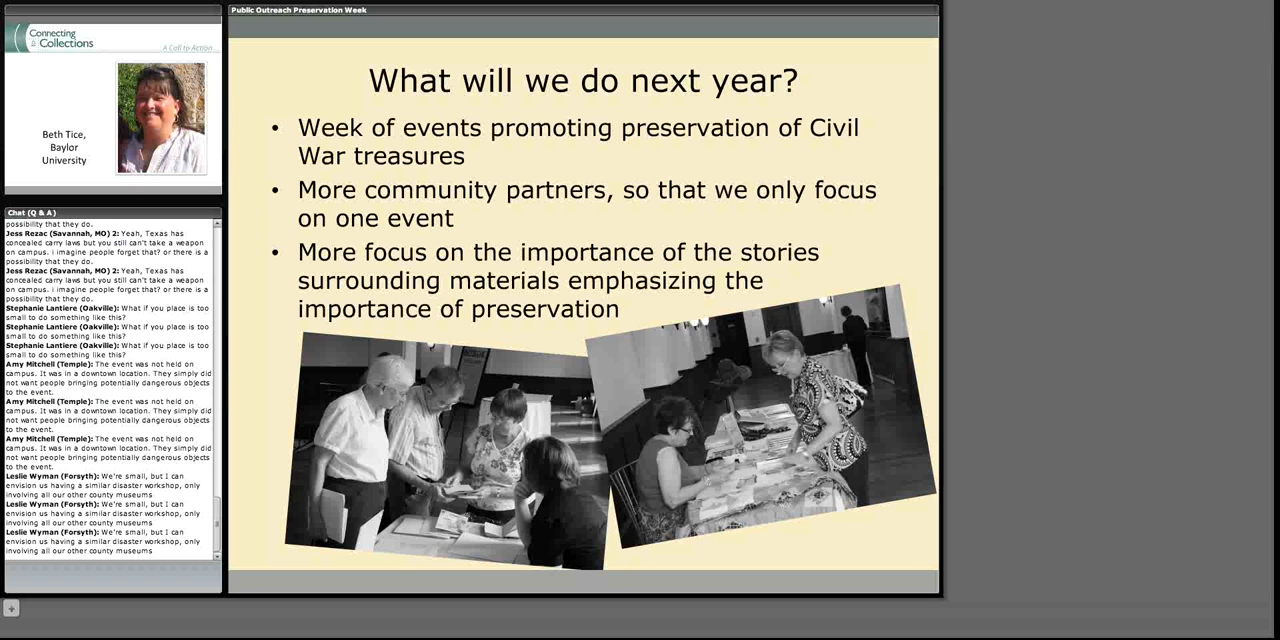 Public Outreach Preservation Week
Connecting
to Collections
A Call to Action
Beth Tice,
Baylor
University
Chat (Q & A)
possibility that they do.
Jess Rezac (Savannah, MO) 2: Yeah, Texas has
concealed carry laws but you still can't take a weapon
on campus. i imagine people forget that? or there is a
possibility that they do.
Jess Rezac (Savannah, MO) 2: Yeah, Texas has
concealed carry laws but you still can't take a weapon
on campus. i imagine people forget that? or there is a
possibility that they do.
Stephanie Lantiere (Oakville): What if you place is too
small to do something like this?
Stephanie Lantiere (Oakville): What if you place is too
small to do something like this?
Stephanie Lantiere (Oakville): What if you place is too
small to do something like this?
Amy Mitchell (Temple): The event was not held on
campus. It was in a downtown location. They simply did
not want people bringing potentially dangerous objects
to the event.
Amy Mitchell (Temple): The event was not held on
campus. It was in a downtown location. They simply did
not want people bringing potentially dangerous objects
to the event.
Amy Mitchell (Temple): The event was not held on
campus. It was in a downtown location. They simply did
not want people bringing potentially dangerous objects
to the event.
Leslie Wyman (Forsyth): We're small, but I can
envision us having a similar disaster workshop, only
involving all our other county museums
Leslie Wyman (Forsyth): We're small, but I can
envision us having a similar disaster workshop, only
involving all our other county museums
Leslie Wyman (Forsyth): We're small, but I can
envision us having a similar disaster workshop, only
involving all our other county museums
What will we do next year?
• Week of events promoting preservation of Civil
War treasures
• More community partners, so that we only focus
on one event
• More focus on the importance of the stories
surrounding materials emphasizing the
importance of preservation